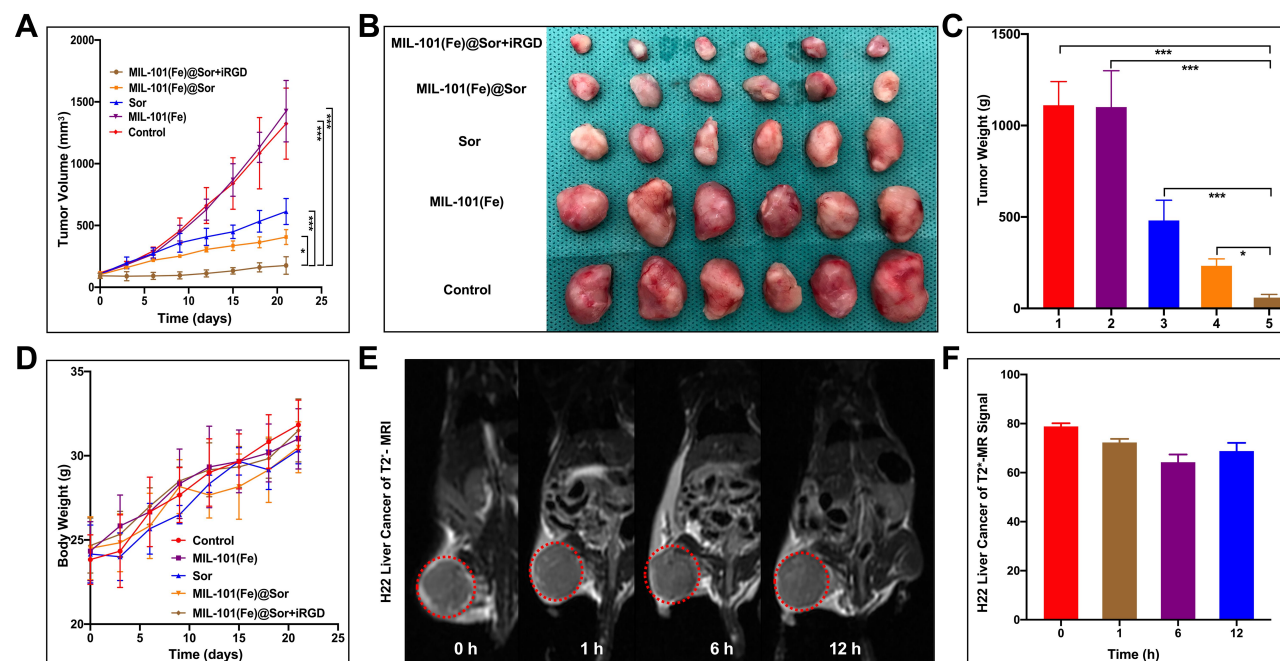 A
Tumor Volume (mm³)
2000
1500
1000
500
0
MIL-101(Fe)@Sor+iRGD
MIL-101(Fe)@Sor
Sor
MIL-101(Fe)
Control
*
***
***
***
0 5 10 15 20 25
Time (days)
B
MIL-101(Fe)@Sor+iRGD
MIL-101(Fe)@Sor
Sor
MIL-101(Fe)
Control
C
Tumor Weight (g)
1500
1000
500
0
***
***
***
*
1 2 3 4 5
D
Body Weight (g)
35
30
25
20
Control
MIL-101(Fe)
Sor
MIL-101(Fe)@Sor
MIL-101(Fe)@Sor+iRGD
0 5 10 15 20 25
Time (days)
E
H22 Liver Cancer of T2*- MRI
0 h 1 h 6 h 12 h
F
H22 Liver Cancer of T2*-MR Signal
100
80
60
40
20
0
0 1 6 12
Time (h)